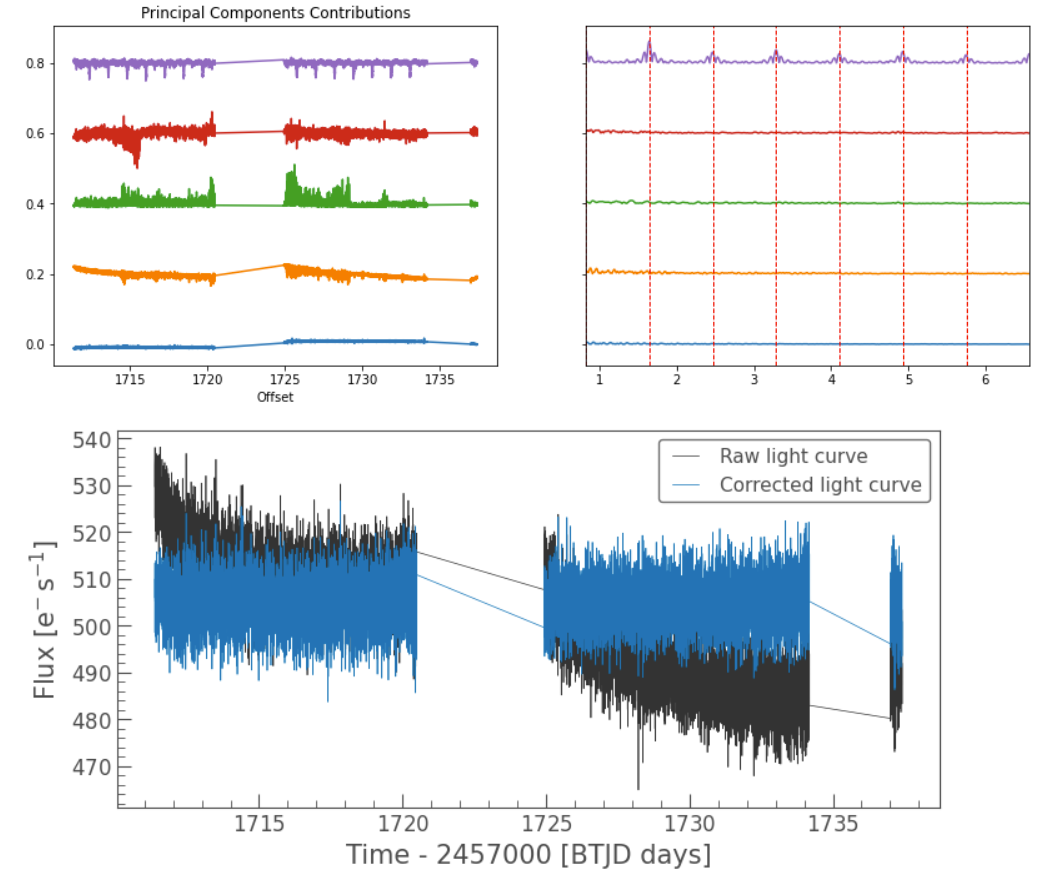 Principal Components Contributions
0.8
0.6
0.4
0.2
0.0
1715 1720 1725 1730 1735
Offset
1 2 3 4 5 6
540
530
520
510
500
490
480
470
Flux [e⁻ s⁻¹]
Raw light curve
Corrected light curve
1715 1720 1725 1730 1735
Time - 2457000 [BTJD days]